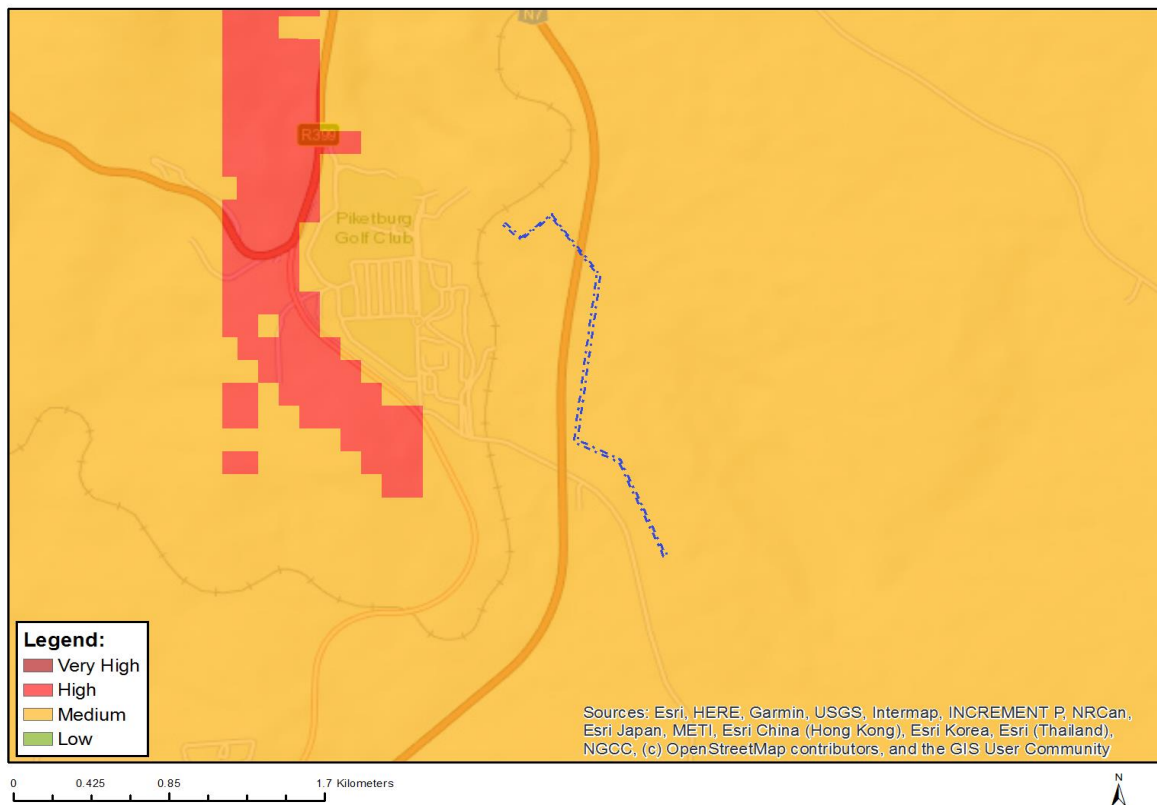 N7
R399
Piketburg
Golf Club
Legend:
Very High
High
Medium
Low
Sources: Esri, HERE, Garmin, USGS, Intermap, INCREMENT P, NRCan,
Esri Japan, METI, Esri China (Hong Kong), Esri Korea, Esri (Thailand),
NGCC, (c) OpenStreetMap contributors, and the GIS User Community
0 0.425 0.85 1.7 Kilometers
N